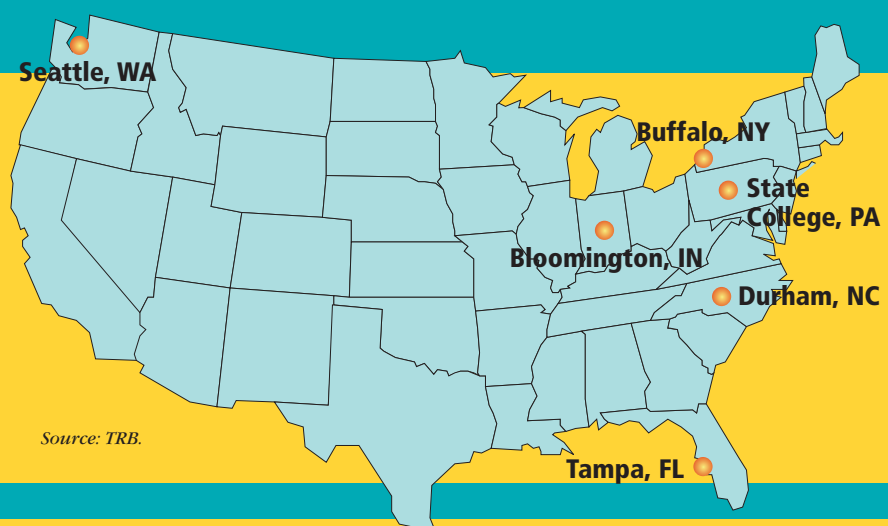 Seattle, WA
Buffalo, NY
State
College, PA
Bloomington, IN
Durham, NC
Source: TRB.
Tampa, FL